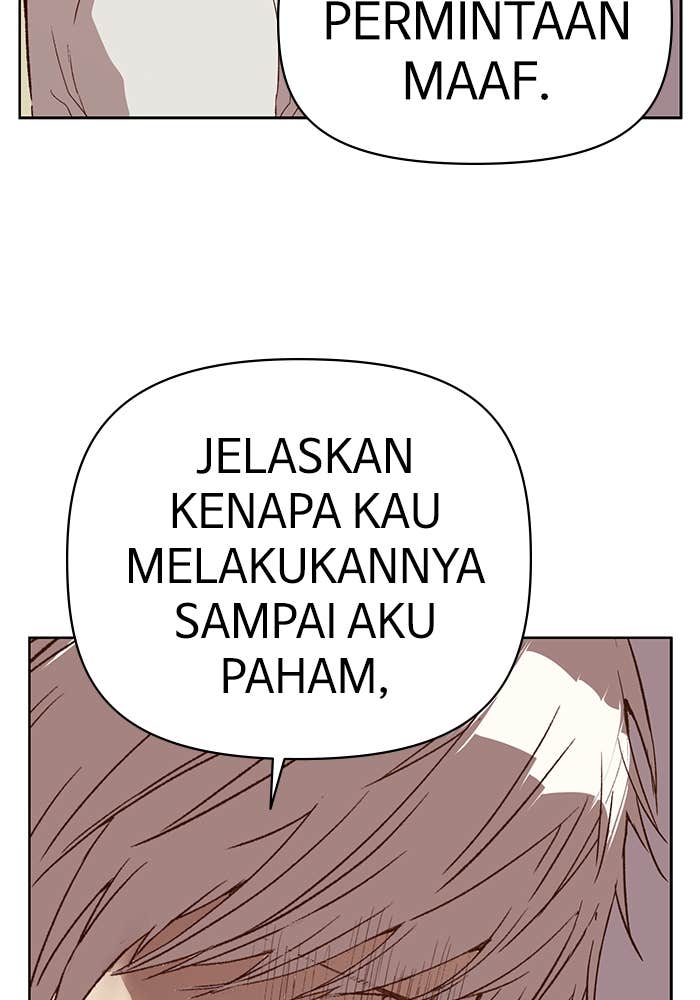 PERMINTAAN
MAAF.
JELASKAN
KENAPA KAU
MELAKUKANNYA
SAMPAI AKU
PAHAM,